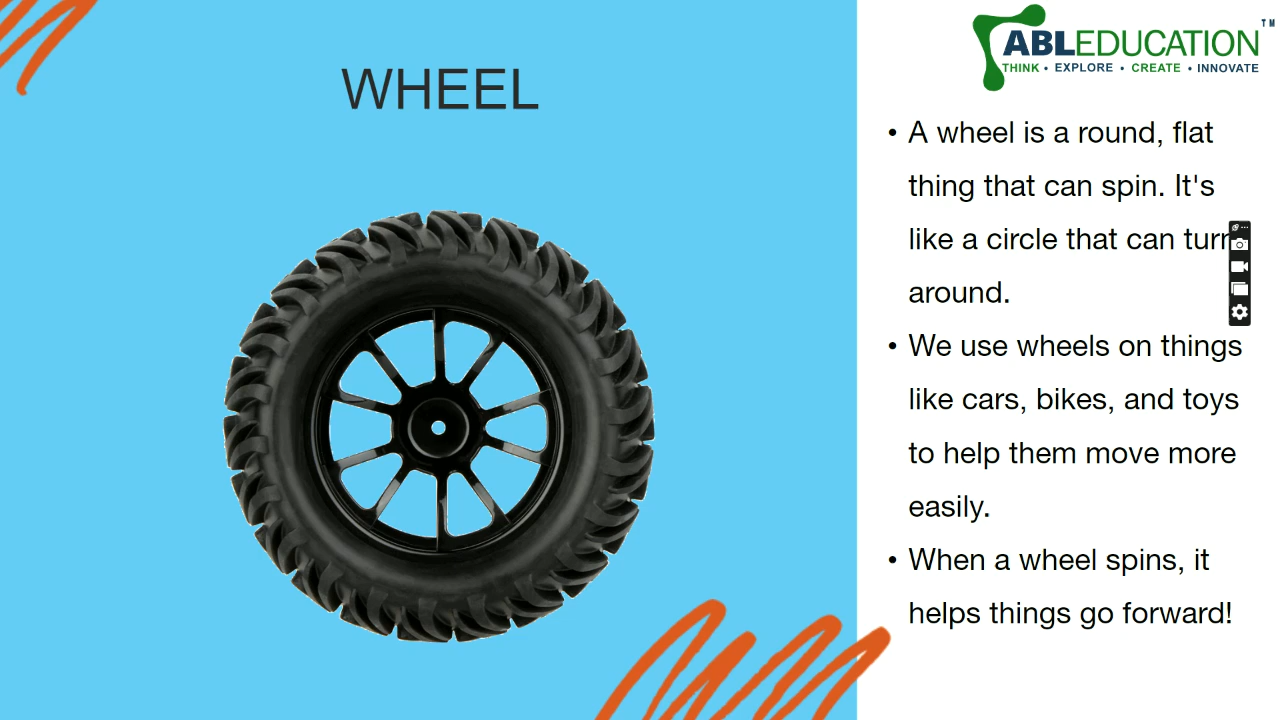 WHEEL
ABLEDUCATION™
THINK • EXPLORE • CREATE • INNOVATE
• A wheel is a round, flat
thing that can spin. It's
like a circle that can turn
around.
• We use wheels on things
like cars, bikes, and toys
to help them move more
easily.
• When a wheel spins, it
helps things go forward!